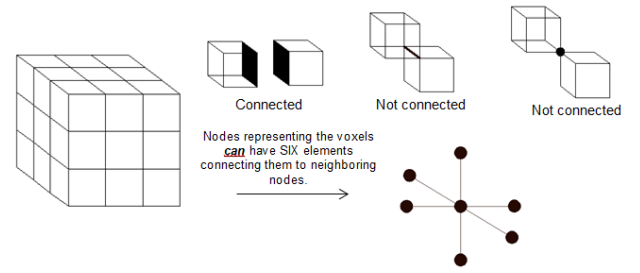 Connected
Not connected
Not connected
Nodes representing the voxels
can have SIX elements
connecting them to neighboring
nodes.